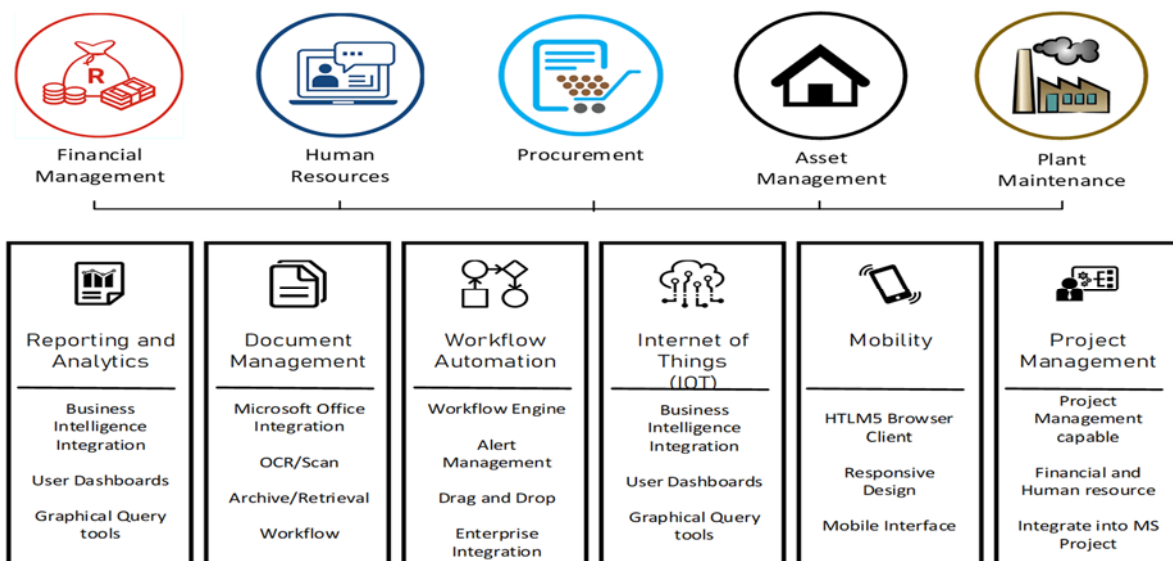 R
Financial
Management
Human
Resources
Procurement
Asset
Management
Plant
Maintenance
Reporting and
Analytics
Business
Intelligence
Integration
User Dashboards
Graphical Query
tools
Document
Management
Microsoft Office
Integration
OCR/Scan
Archive/Retrieval
Workflow
Workflow
Automation
Workflow Engine
Alert
Management
Drag and Drop
Enterprise
Integration
Internet of
Things
(IOT)
Business
Intelligence
Integration
User Dashboards
Graphical Query
tools
Mobility
HTLM5 Browser
Client
Responsive
Design
Mobile Interface
Project
Management
Project
Management
capable
Financial and
Human resource
Integrate into MS
Project